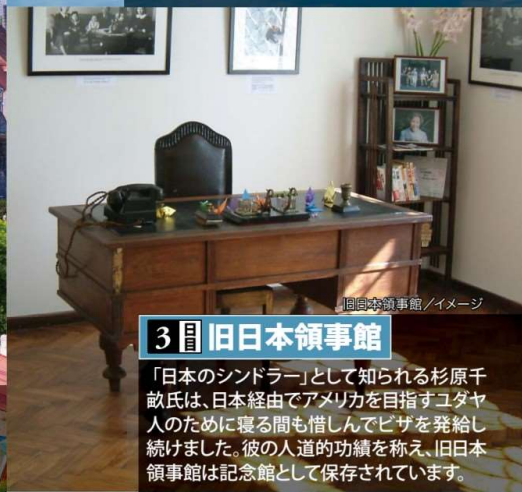 旧日本領事館/イメージ
3日目 旧日本領事館
「日本のシンドラー」として知られる杉原千
畝氏は、日本経由でアメリカを目指すユダヤ
人のために寝る間も惜しんでビザを発給し
続けました。彼の人道的功績を称え、旧日本
領事館は記念館として保存されています。